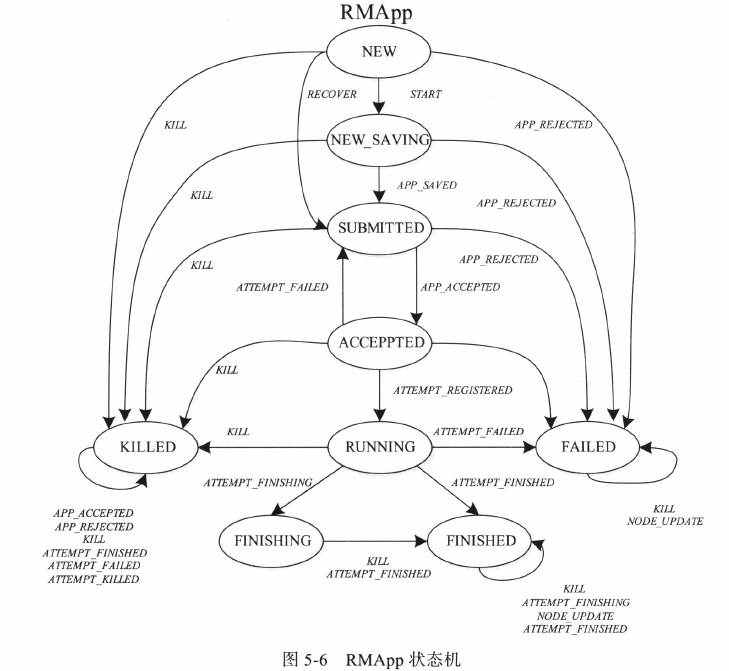 RMApp
NEW
RECOVER
START
KILL
APP_REJECTED
NEW_SAVING
APP_SAVED
KILL
APP_REJECTED
SUBMITTED
KILL
APP_REJECTED
ATTEMPT_FAILED
APP_ACCEPTED
ACCEPPTED
KILL
ATTEMPT_REGISTERED
KILLED
KILL
RUNNING
ATTEMPT_FAILED
FAILED
ATTEMPT_FINISHING
ATTEMPT_FINISHED
APP_ACCEPTED
APP_REJECTED
KILL
ATTEMPT_FINISHED
ATTEMPT_FAILED
ATTEMPT_KILLED
KILL
NODE_UPDATE
FINISHING
KILL
ATTEMPT_FINISHED
FINISHED
KILL
ATTEMPT_FINISHING
NODE_UPDATE
ATTEMPT_FINISHED
图 5-6 RMApp 状态机